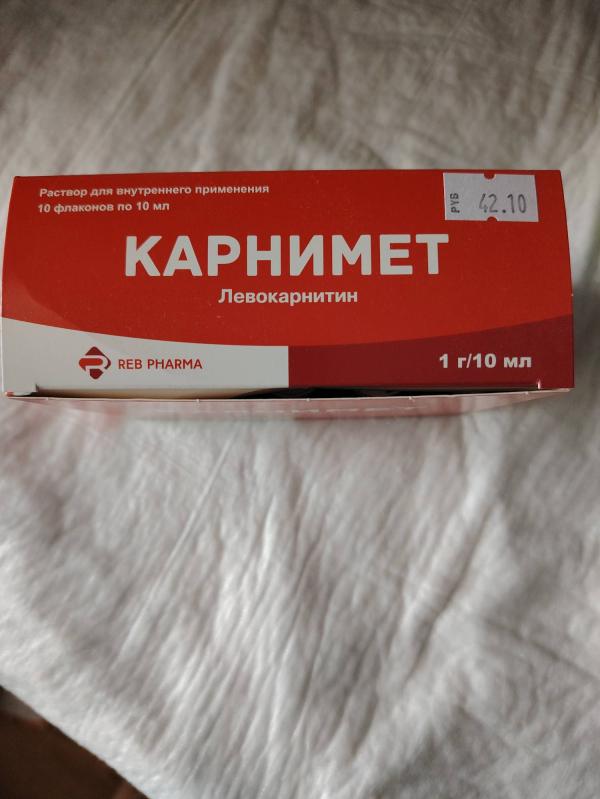 Раствор для внутреннего применения
10 флаконов по 10 мл
РУБ 42.10
КАРНИМЕТ
Левокарнитин
REB PHARMA
1 г/10 мл